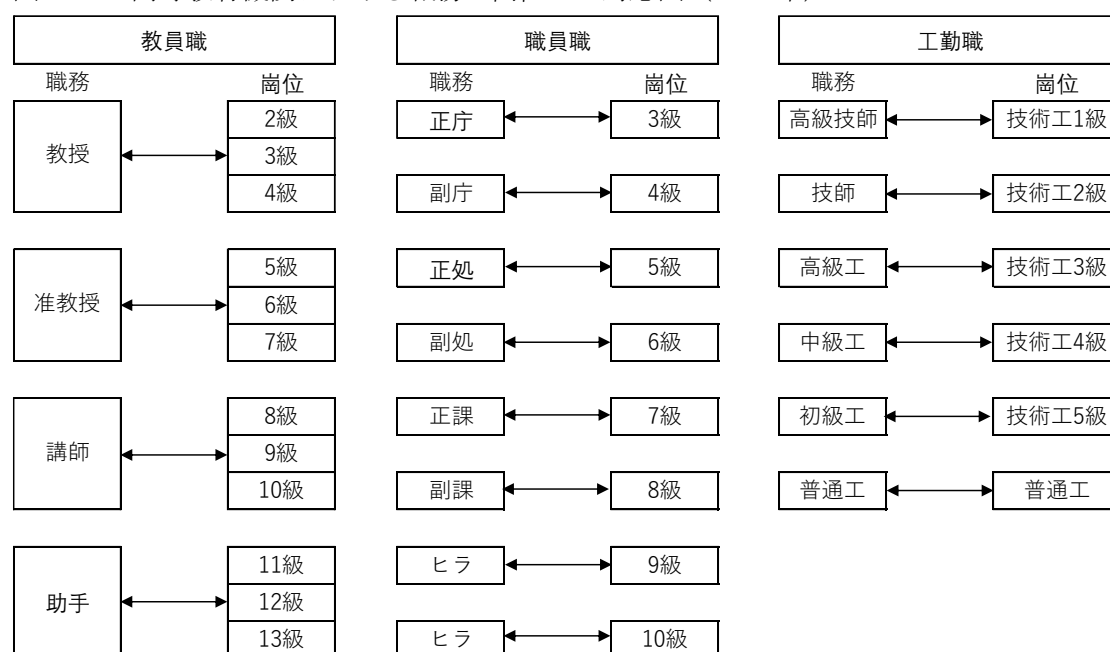 教員職
職務 崗位
教授
2級
3級
4級
准教授
5級
6級
7級
講師
8級
9級
10級
助手
11級
12級
13級
職員職
職務 崗位
正庁 3級
副庁 4級
正処 5級
副処 6級
正課 7級
副課 8級
ヒラ 9級
ヒラ 10級
工勤職
職務 崗位
高級技師 技術工1級
技師 技術工2級
高級工 技術工3級
中級工 技術工4級
初級工 技術工5級
普通工 普通工